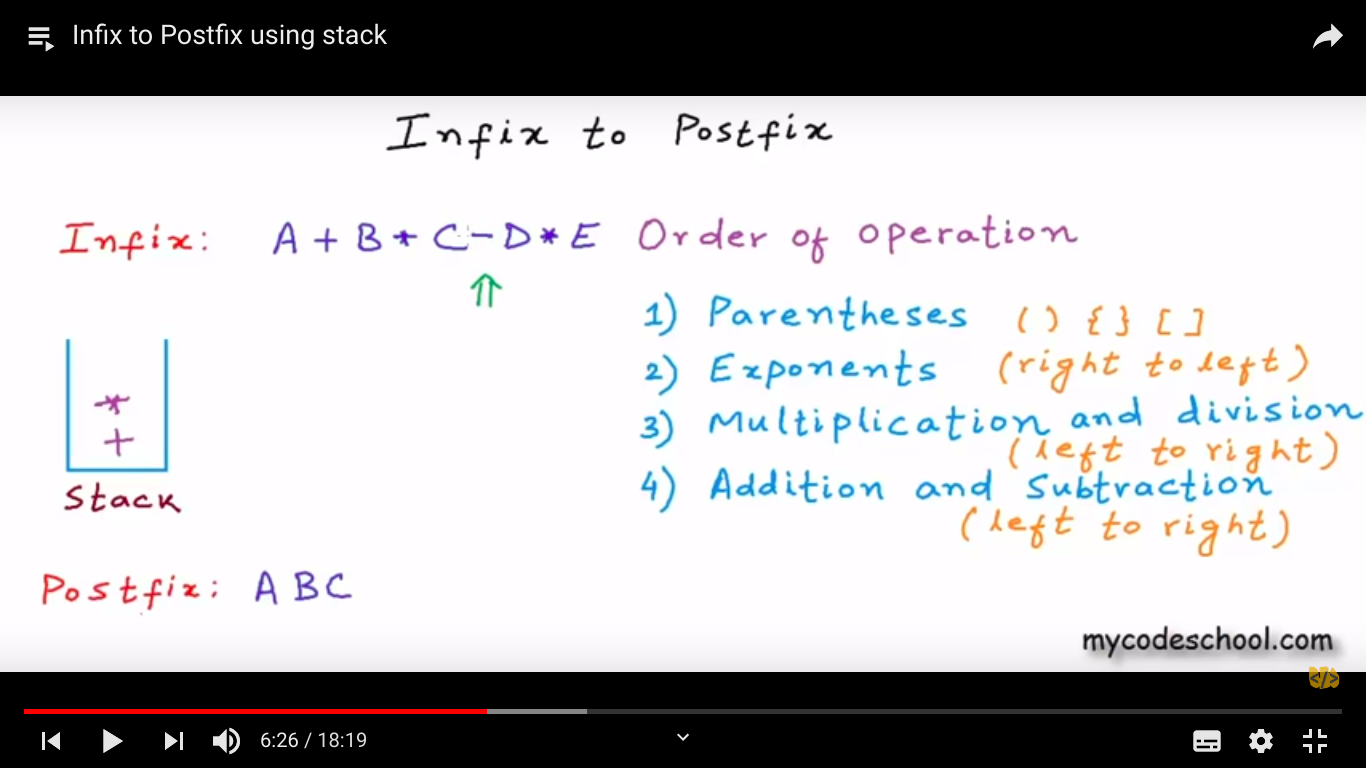 Infix to Postfix using stack
Infix to Postfix
Infix: A + B * C - D * E
Order of operation
1) Parentheses () {} []
2) Exponents (right to left)
3) Multiplication and division
(left to right)
4) Addition and Subtraction
(left to right)
*
+
Stack
Postfix: A B C
mycodeschool.com
</>
6:26 / 18:19